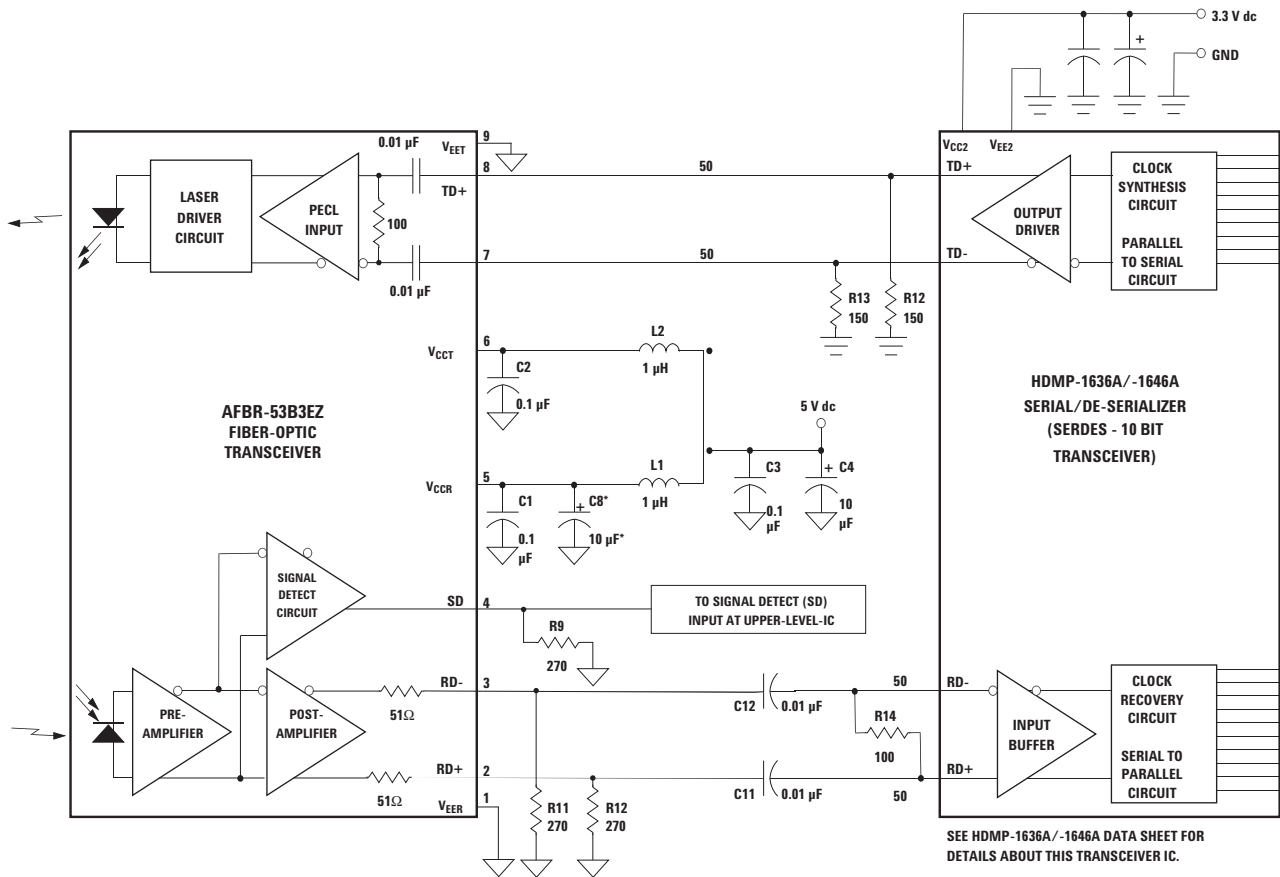 3.3 V dc
GND
0.01 µF
VEET
9
8
TD+
50
VCC2
VEE2
TD+
LASER
DRIVER
CIRCUIT
PECL
INPUT
100
OUTPUT
DRIVER
CLOCK
SYNTHESIS
CIRCUIT
PARALLEL
TO SERIAL
CIRCUIT
7
50
TD-
0.01 µF
R13
150
R12
150
VCCT
6
L2
1 µH
C2
0.1 µF
AFBR-53B3EZ
FIBER-OPTIC
TRANSCEIVER
HDMP-1636A/-1646A
SERIAL/DE-SERIALIZER
(SERDES - 10 BIT
TRANSCEIVER)
5 V dc
VCCR
5
L1
1 µH
C1
0.1
µF
+
C8*
10 µF*
C3
0.1
µF
+
C4
10
µF
+
SIGNAL
DETECT
CIRCUIT
SD
4
TO SIGNAL DETECT (SD)
INPUT AT UPPER-LEVEL-IC
R9
270
PRE-
AMPLIFIER
POST-
AMPLIFIER
51Ω
RD-
3
C12
0.01 µF
50
RD-
R14
100
INPUT
BUFFER
CLOCK
RECOVERY
CIRCUIT
SERIAL TO
PARALLEL
CIRCUIT
51Ω
RD+
2
C11
0.01 µF
50
RD+
VEER
1
R11
270
R12
270
SEE HDMP-1636A/-1646A DATA SHEET FOR
DETAILS ABOUT THIS TRANSCEIVER IC.